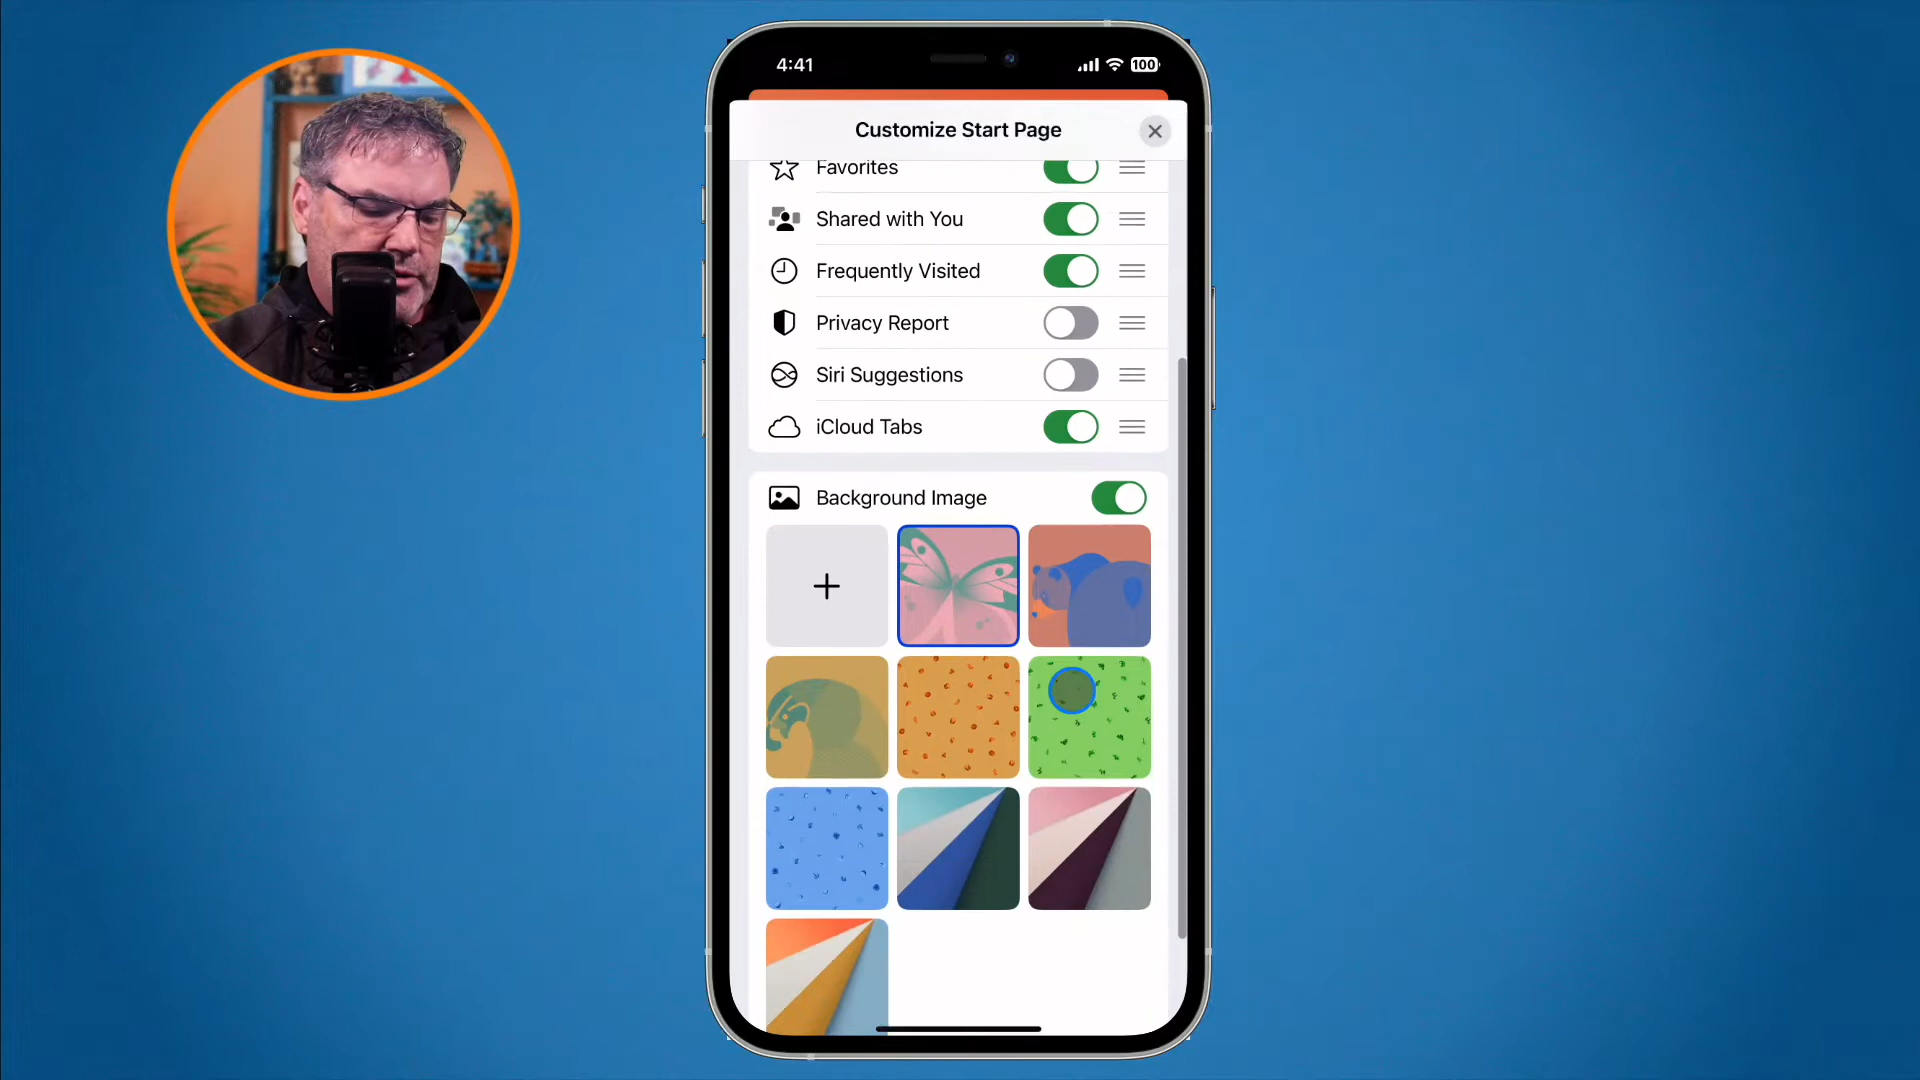 4:41
100
Customize Start Page
Favorites
Shared with You
Frequently Visited
Privacy Report
Siri Suggestions
iCloud Tabs
Background Image